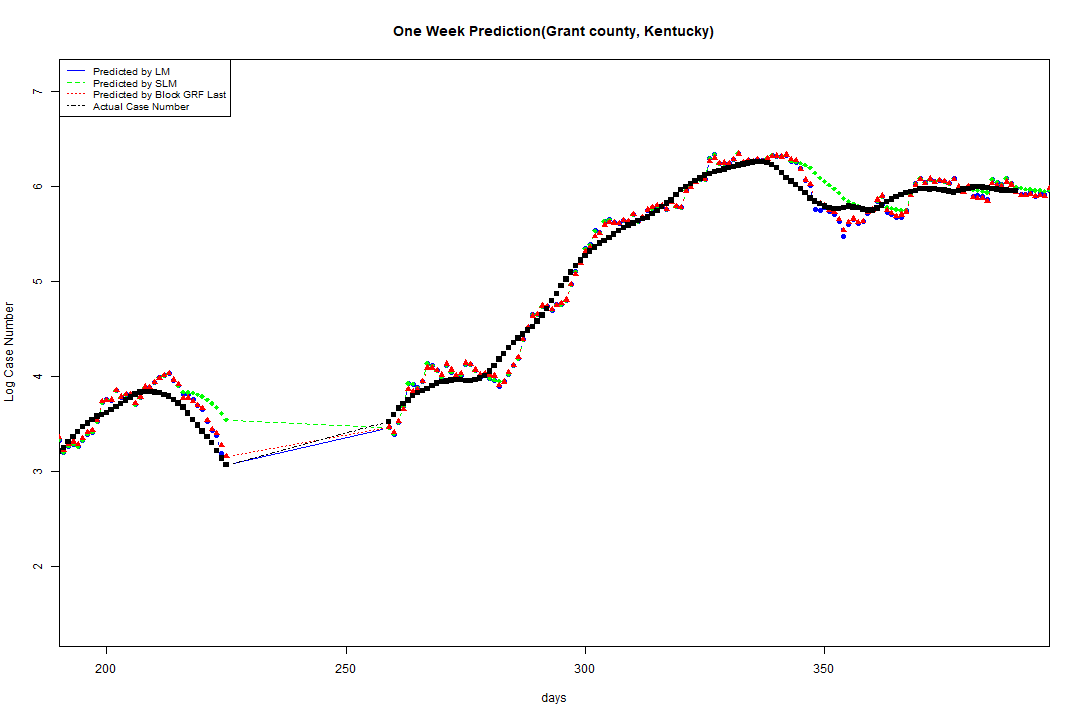 One Week Prediction(Grant county, Kentucky)
Predicted by LM
Predicted by SLM
Predicted by Block GRF Last
Actual Case Number
7
6
5
4
3
2
Log Case Number
200
250
300
350
days